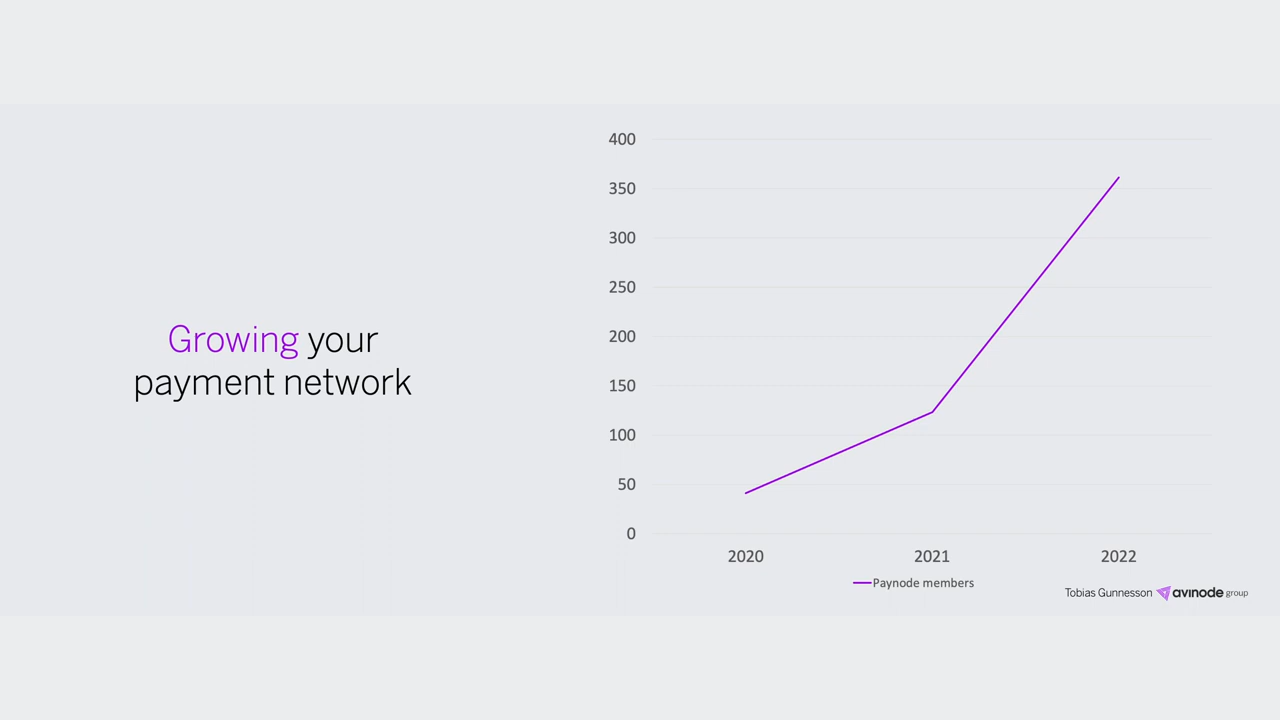 Growing your
payment network
400
350
300
250
200
150
100
50
0
2020 2021 2022
Paynode members
Tobias Gunnesson avinode group